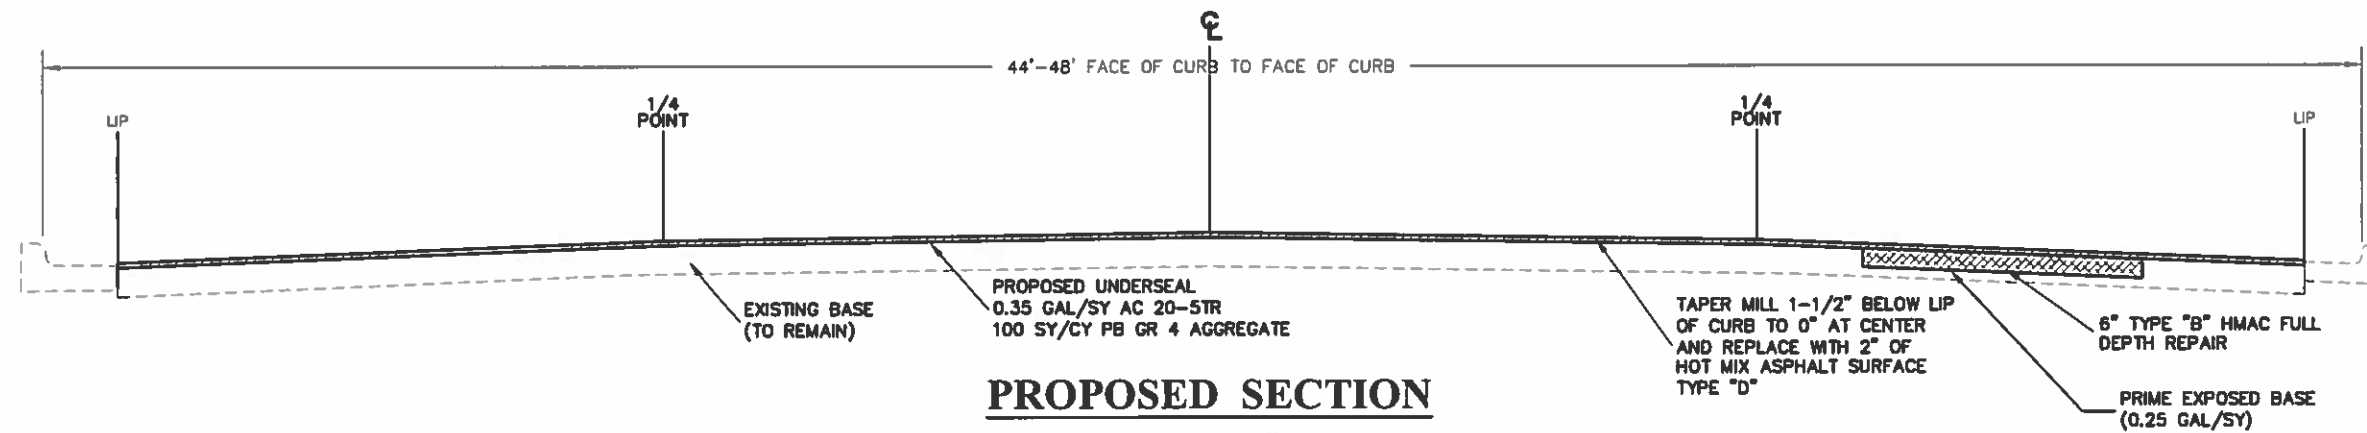 ℄
44'-48' FACE OF CURB TO FACE OF CURB
LIP
1/4
POINT
1/4
POINT
LIP
EXISTING BASE
(TO REMAIN)
PROPOSED UNDERSEAL
0.35 GAL/SY AC 20-5TR
100 SY/CY PB GR 4 AGGREGATE
TAPER MILL 1-1/2" BELOW LIP
OF CURB TO 0" AT CENTER
AND REPLACE WITH 2" OF
HOT MIX ASPHALT SURFACE
TYPE "D"
6" TYPE "B" HMAC FULL
DEPTH REPAIR
PRIME EXPOSED BASE
(0.25 GAL/SY)
PROPOSED SECTION